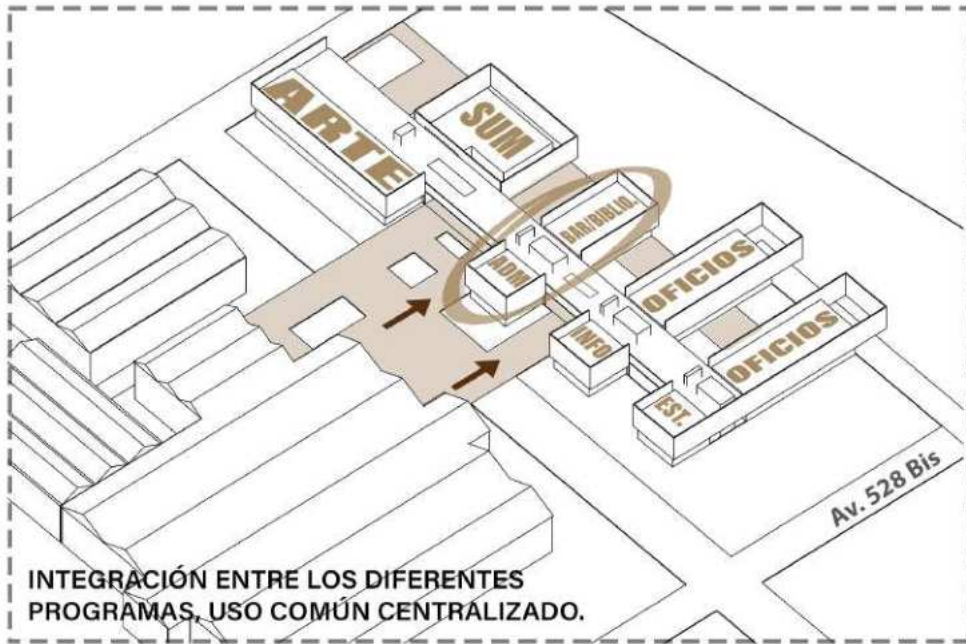 ARTE
SUM
BAR/BIBLIO.
ADM
OFICIOS
INFO
OFICIOS
EST.
Av. 528 Bis
INTEGRACIÓN ENTRE LOS DIFERENTES
PROGRAMAS, USO COMÚN CENTRALIZADO.